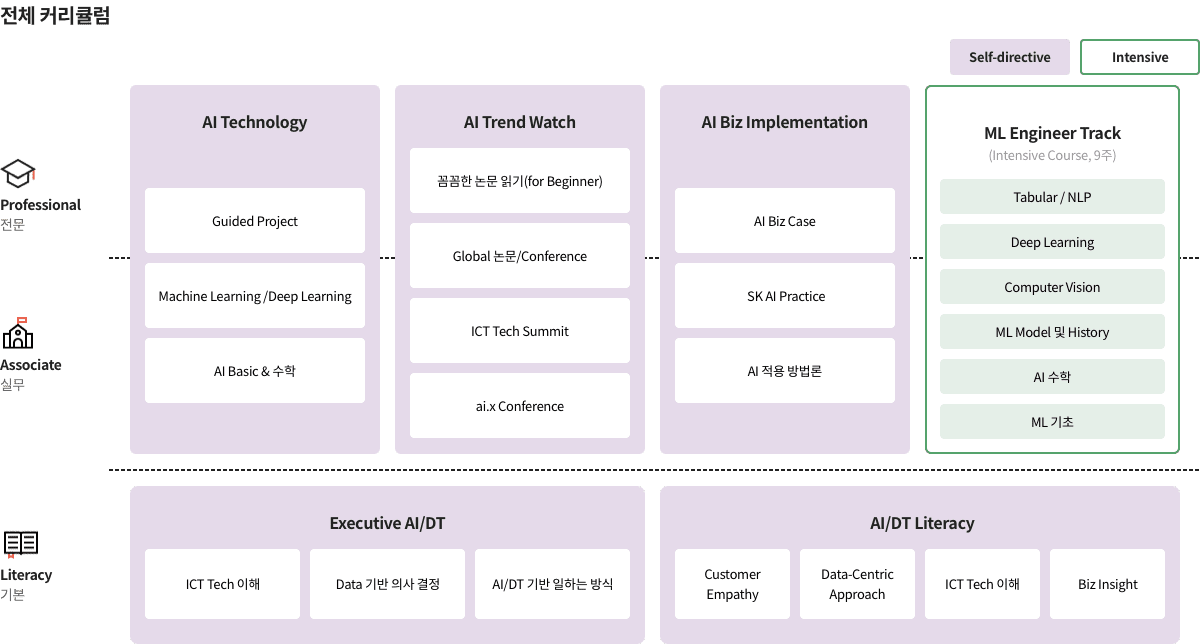 전체 커리큘럼
Self-directive
Intensive
Professional
전문
Associate
실무
AI Technology
Guided Project
Machine Learning /Deep Learning
AI Basic & 수학
AI Trend Watch
꼼꼼한 논문 읽기(for Beginner)
Global 논문/Conference
ICT Tech Summit
ai.x Conference
AI Biz Implementation
AI Biz Case
SK AI Practice
AI 적용 방법론
ML Engineer Track
(Intensive Course, 9주)
Tabular / NLP
Deep Learning
Computer Vision
ML Model 및 History
AI 수학
ML 기초
Literacy
기본
Executive AI/DT
ICT Tech 이해
Data 기반 의사 결정
AI/DT 기반 일하는 방식
AI/DT Literacy
Customer
Empathy
Data-Centric
Approach
ICT Tech 이해
Biz Insight